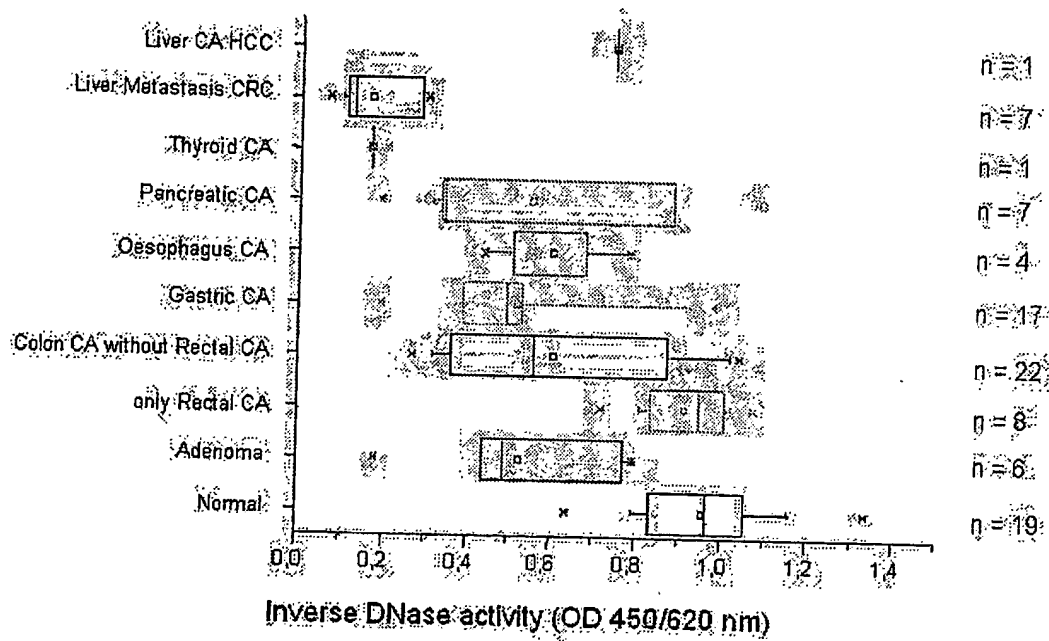 Liver CA HCC
n = 1
Liver Metastasis CRC
n = 7
Thyroid CA
n = 1
Pancreatic CA
n = 7
Oesophagus CA
n = 4
Gastric CA
n = 17
Colon CA without Rectal CA
n = 22
only Rectal CA
n = 8
Adenoma
n = 6
Normal
n = 19
0.0 0.2 0.4 0.6 0.8 1.0 1.2 1.4
Inverse DNase activity (OD 450/620 nm)